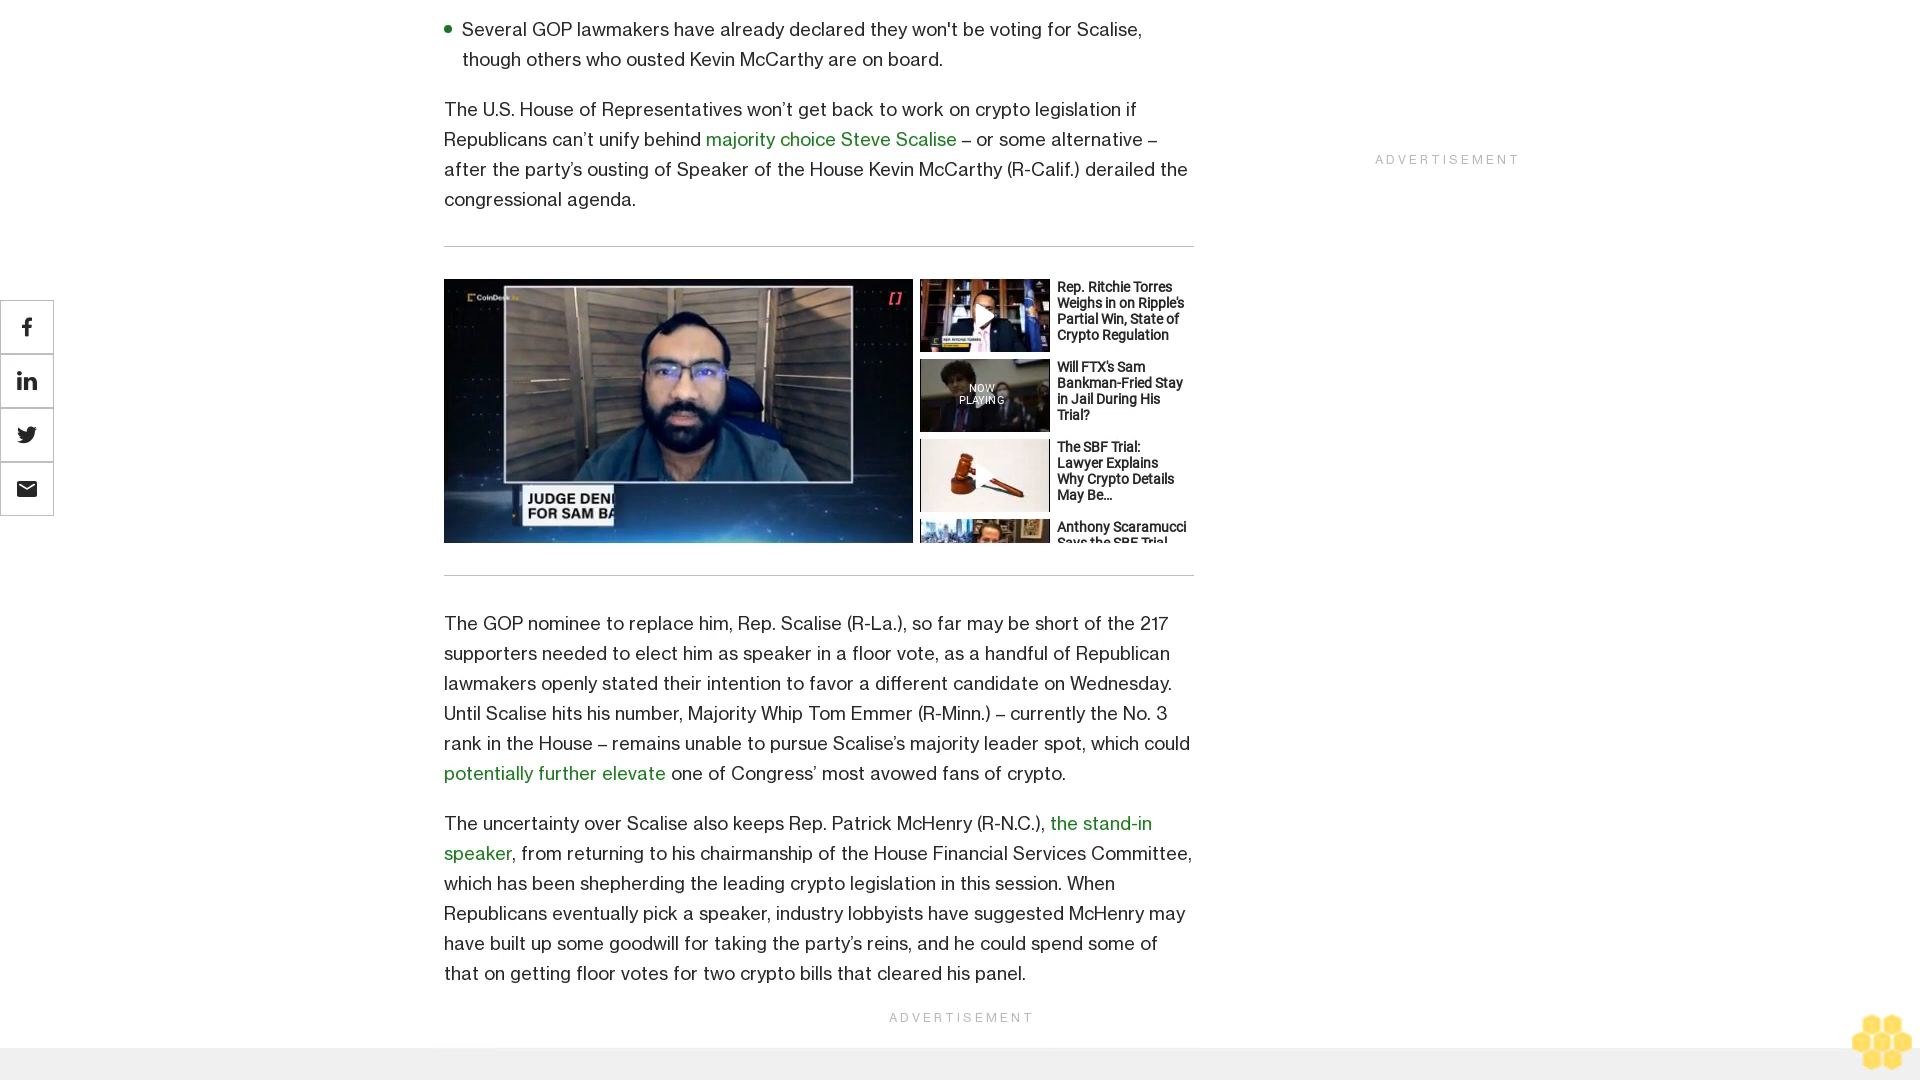 Several GOP lawmakers have already declared they won't be voting for Scalise,
though others who ousted Kevin McCarthy are on board.
The U.S. House of Representatives won’t get back to work on crypto legislation if
Republicans can’t unify behind majority choice Steve Scalise – or some alternative –
after the party’s ousting of Speaker of the House Kevin McCarthy (R-Calif.) derailed the
congressional agenda.
ADVERTISEMENT
CoinDesk
JUDGE DENI
FOR SAM BA
Rep. Ritchie Torres
Weighs in on Ripple's
Partial Win, State of
Crypto Regulation
REP. RITCHIE TORRES
NOW
PLAYING
Will FTX's Sam
Bankman-Fried Stay
in Jail During His
Trial?
The SBF Trial:
Lawyer Explains
Why Crypto Details
May Be...
Anthony Scaramucci
Says the SBF Trial
The GOP nominee to replace him, Rep. Scalise (R-La.), so far may be short of the 217
supporters needed to elect him as speaker in a floor vote, as a handful of Republican
lawmakers openly stated their intention to favor a different candidate on Wednesday.
Until Scalise hits his number, Majority Whip Tom Emmer (R-Minn.) – currently the No. 3
rank in the House – remains unable to pursue Scalise’s majority leader spot, which could
potentially further elevate one of Congress’ most avowed fans of crypto.
The uncertainty over Scalise also keeps Rep. Patrick McHenry (R-N.C.), the stand-in
speaker, from returning to his chairmanship of the House Financial Services Committee,
which has been shepherding the leading crypto legislation in this session. When
Republicans eventually pick a speaker, industry lobbyists have suggested McHenry may
have built up some goodwill for taking the party’s reins, and he could spend some of
that on getting floor votes for two crypto bills that cleared his panel.
ADVERTISEMENT